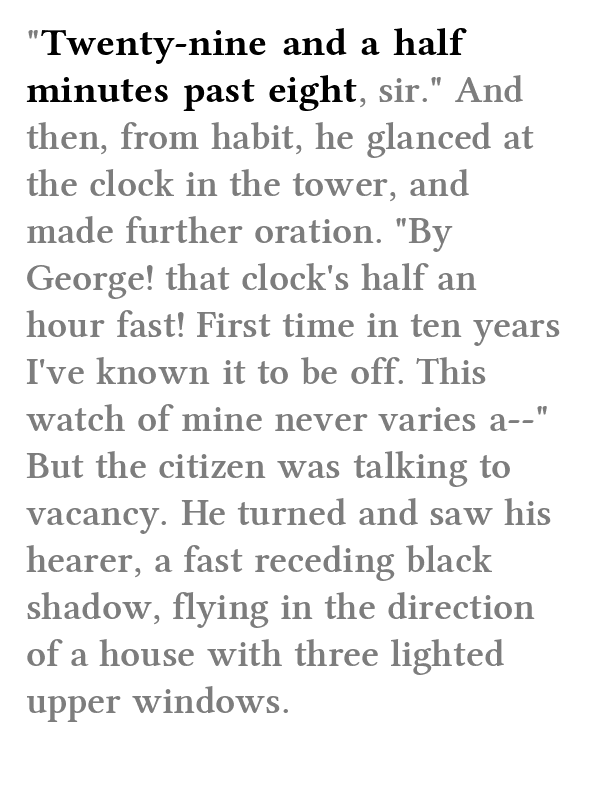 "Twenty-nine and a half
minutes past eight, sir." And
then, from habit, he glanced at
the clock in the tower, and
made further oration. "By
George! that clock's half an
hour fast! First time in ten years
I've known it to be off. This
watch of mine never varies a--"
But the citizen was talking to
vacancy. He turned and saw his
hearer, a fast receding black
shadow, flying in the direction
of a house with three lighted
upper windows.